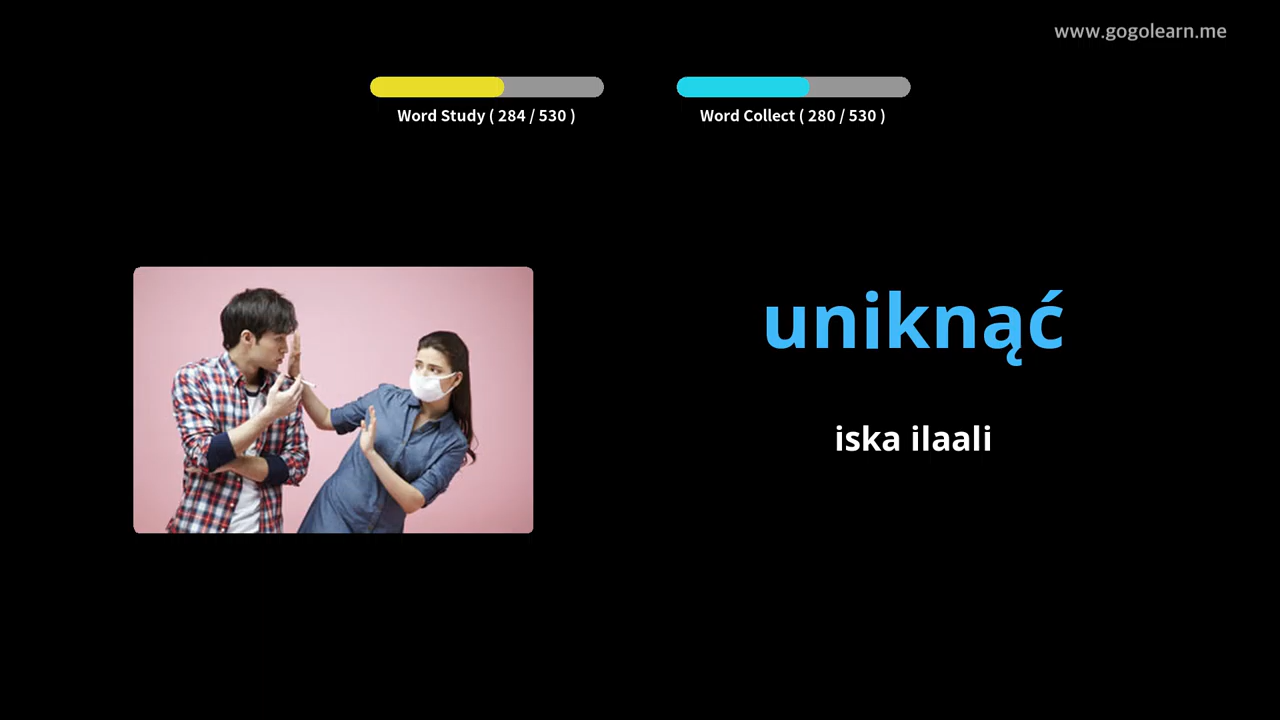 www.gogolearn.me
Word Study ( 284 / 530 )
Word Collect ( 280 / 530 )
uniknąć
iska ilaali